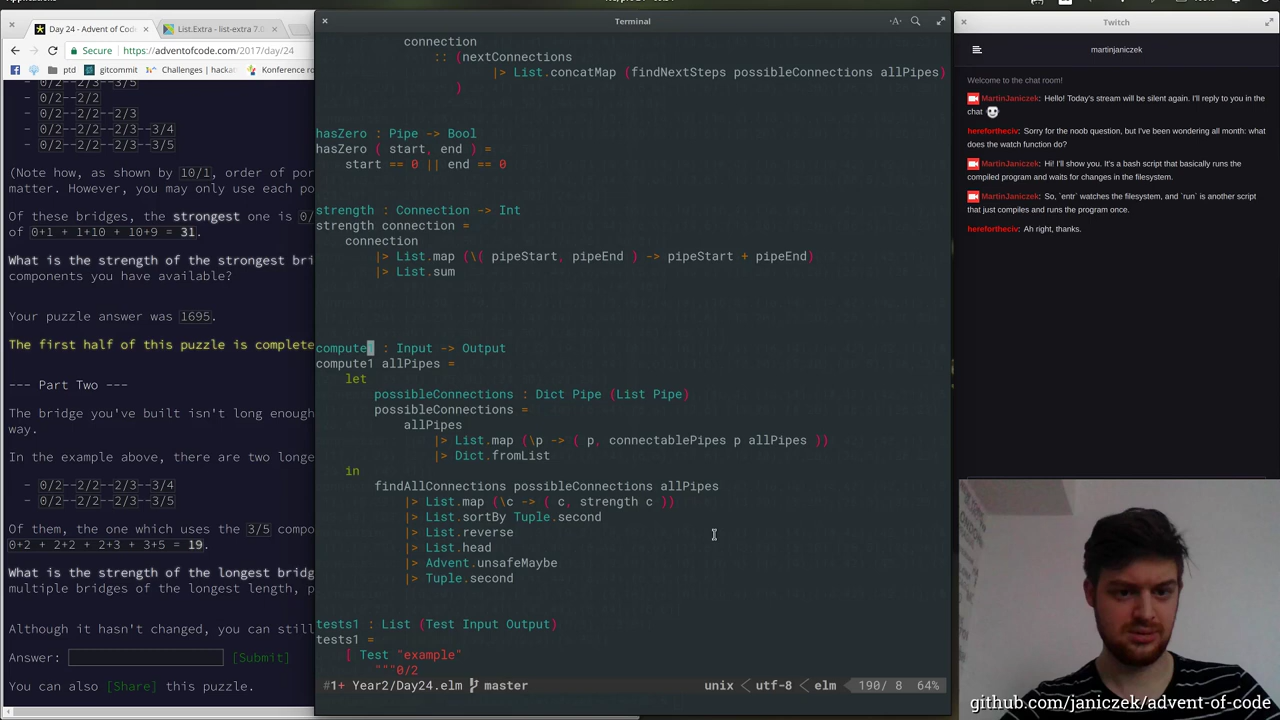 Day 24 - Advent of Code
List.Extra - list-extra 7.0
Secure
https://adventofcode.com/2017/day/24
ptd
gitcommit
Challenges | hackar
Konference ro
- 0/2--2/3--3/5
- 0/2--2/2
- 0/2--2/2--2/3
- 0/2--2/2--2/3--3/4
- 0/2--2/2--2/3--3/5
(Note how, as shown by 10/1, order of por
matter. However, you may only use each po
Of these bridges, the strongest one is 0/
of 0+1 + 1+10 + 10+9 = 31.
What is the strength of the strongest bri
components you have available?
Your puzzle answer was 1695.
The first half of this puzzle is complete
--- Part Two ---
The bridge you've built isn't long enough
way.
In the example above, there are two longe
- 0/2--2/2--2/3--3/4
- 0/2--2/2--2/3--3/5
Of them, the one which uses the 3/5 compo
0+2 + 2+2 + 2+3 + 3+5 = 19.
What is the strength of the longest bridg
multiple bridges of the longest length, p
Although it hasn't changed, you can still
Answer:
[Submit]
You can also [Share] this puzzle.
Terminal
-A-
connection
:: (nextConnections
|> List.concatMap (findNextSteps possibleConnections allPipes)
)
hasZero : Pipe -> Bool
hasZero ( start, end ) =
start == 0 || end == 0
strength : Connection -> Int
strength connection =
connection
|> List.map (\( pipeStart, pipeEnd ) -> pipeStart + pipeEnd)
|> List.sum
compute1 : Input -> Output
compute1 allPipes =
let
possibleConnections : Dict Pipe (List Pipe)
possibleConnections =
allPipes
|> List.map (\p -> ( p, connectablePipes p allPipes ))
|> Dict.fromList
in
findAllConnections possibleConnections allPipes
|> List.map (\c -> ( c, strength c ))
|> List.sortBy Tuple.second
|> List.reverse
|> List.head
|> Advent.unsafeMaybe
|> Tuple.second
tests1 : List (Test Input Output)
tests1 =
[ Test "example"
"""0/2
#1+ Year2/Day24.elm
master
unix < utf-8 < elm
190/ 8
64%
Twitch
martinjaniczek
Welcome to the chat room!
MartinJaniczek: Hello! Today's stream will be silent again. I'll reply to you in the
chat
herefortheciv: Sorry for the noob question, but I've been wondering all month: what
does the watch function do?
MartinJaniczek: Hi! I'll show you. It's a bash script that basically runs the
compiled program and waits for changes in the filesystem.
MartinJaniczek: So, `entr` watches the filesystem, and `run` is another script
that just compiles and runs the program once.
herefortheciv: Ah right, thanks.
github.com/janiczek/advent-of-code